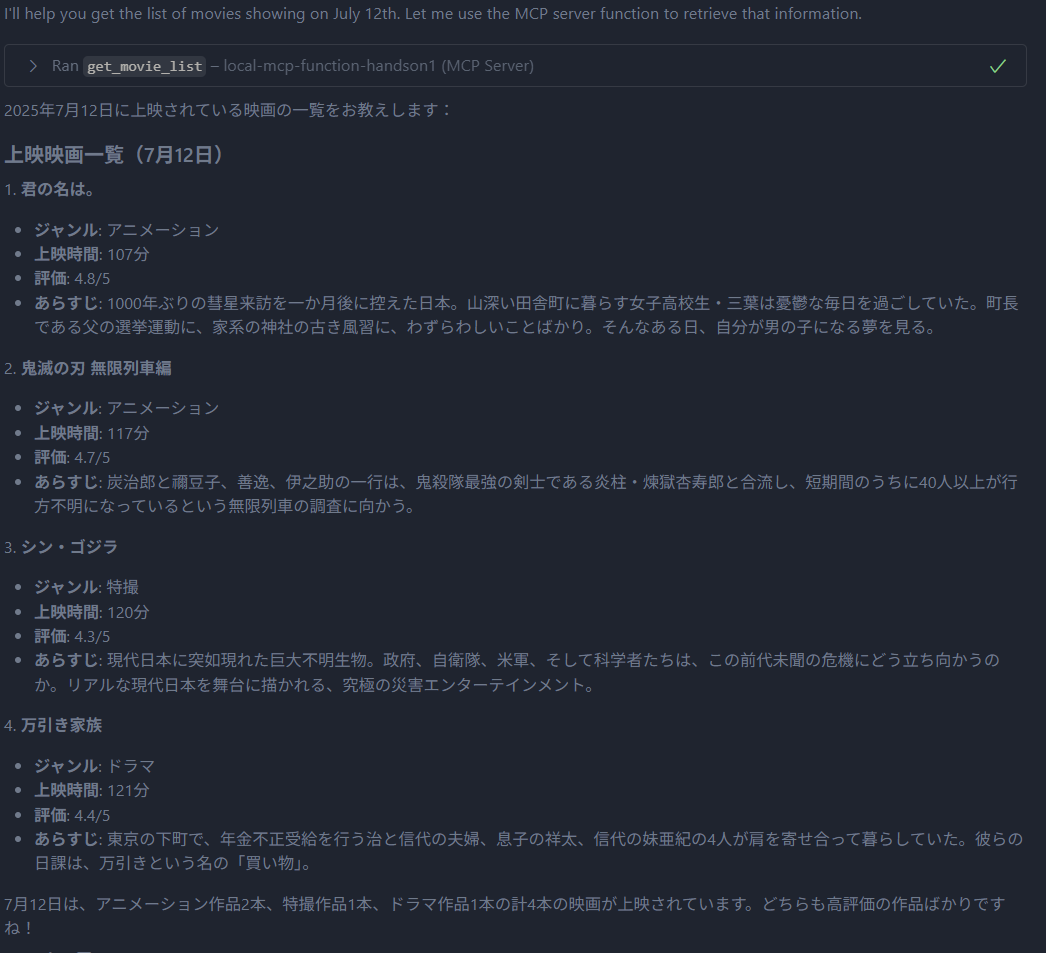 I'll help you get the list of movies showing on July 12th. Let me use the MCP server function to retrieve that information.
Ran get_movie_list – local-mcp-function-handson1 (MCP Server)
2025年7月12日に上映されている映画の一覧をお教えします：
上映映画一覧（7月12日）
1. 君の名は。
• ジャンル: アニメーション
• 上映時間: 107分
• 評価: 4.8/5
• あらすじ: 1000年ぶりの彗星来訪を一か月後に控えた日本。山深い田舎町に暮らす女子高校生・三葉は憂鬱な毎日を過ごしていた。町長
である父の選挙運動に、家系の神社の古き風習に、わずらわしいことばかり。そんなある日、自分が男の子になる夢を見る。
2. 鬼滅の刃 無限列車編
• ジャンル: アニメーション
• 上映時間: 117分
• 評価: 4.7/5
• あらすじ: 炭治郎と禰豆子、善逸、伊之助の一行は、鬼殺隊最強の剣士である炎柱・煉獄杏寿郎と合流し、短期間のうちに40人以上が行
方不明になっているという無限列車の調査に向かう。
3. シン・ゴジラ
• ジャンル: 特撮
• 上映時間: 120分
• 評価: 4.3/5
• あらすじ: 現代日本に突如現れた巨大不明生物。政府、自衛隊、米軍、そして科学者たちは、この前代未聞の危機にどう立ち向かうの
か。リアルな現代日本を舞台に描かれる、究極の災害エンターテインメント。
4. 万引き家族
• ジャンル: ドラマ
• 上映時間: 121分
• 評価: 4.4/5
• あらすじ: 東京の下町で、年金不正受給を行う治と信代の夫婦、息子の祥太、信代の妹亜紀の4人が肩を寄せ合って暮らしていた。彼らの
日課は、万引きという名の「買い物」。
7月12日は、アニメーション作品2本、特撮作品1本、ドラマ作品1本の計4本の映画が上映されています。どちらも高評価の作品ばかりです
ね！